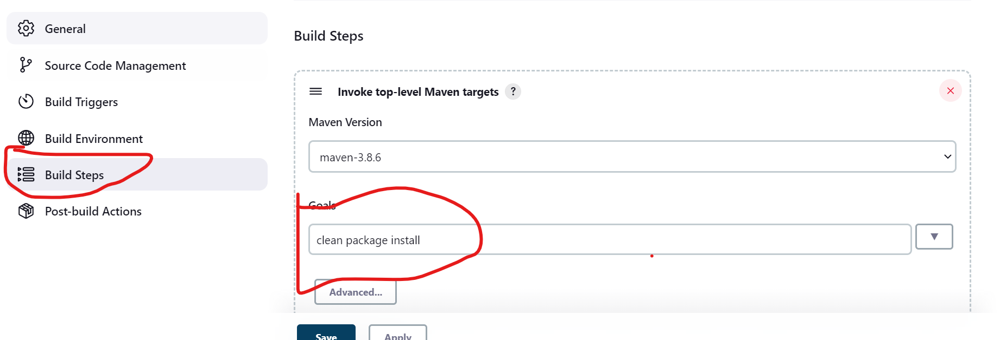 General
Source Code Management
Build Triggers
Build Environment
Build Steps
Post-build Actions
Build Steps
Invoke top-level Maven targets ?
Maven Version
maven-3.8.6
Goals
clean package install
Advanced...
Save Apply